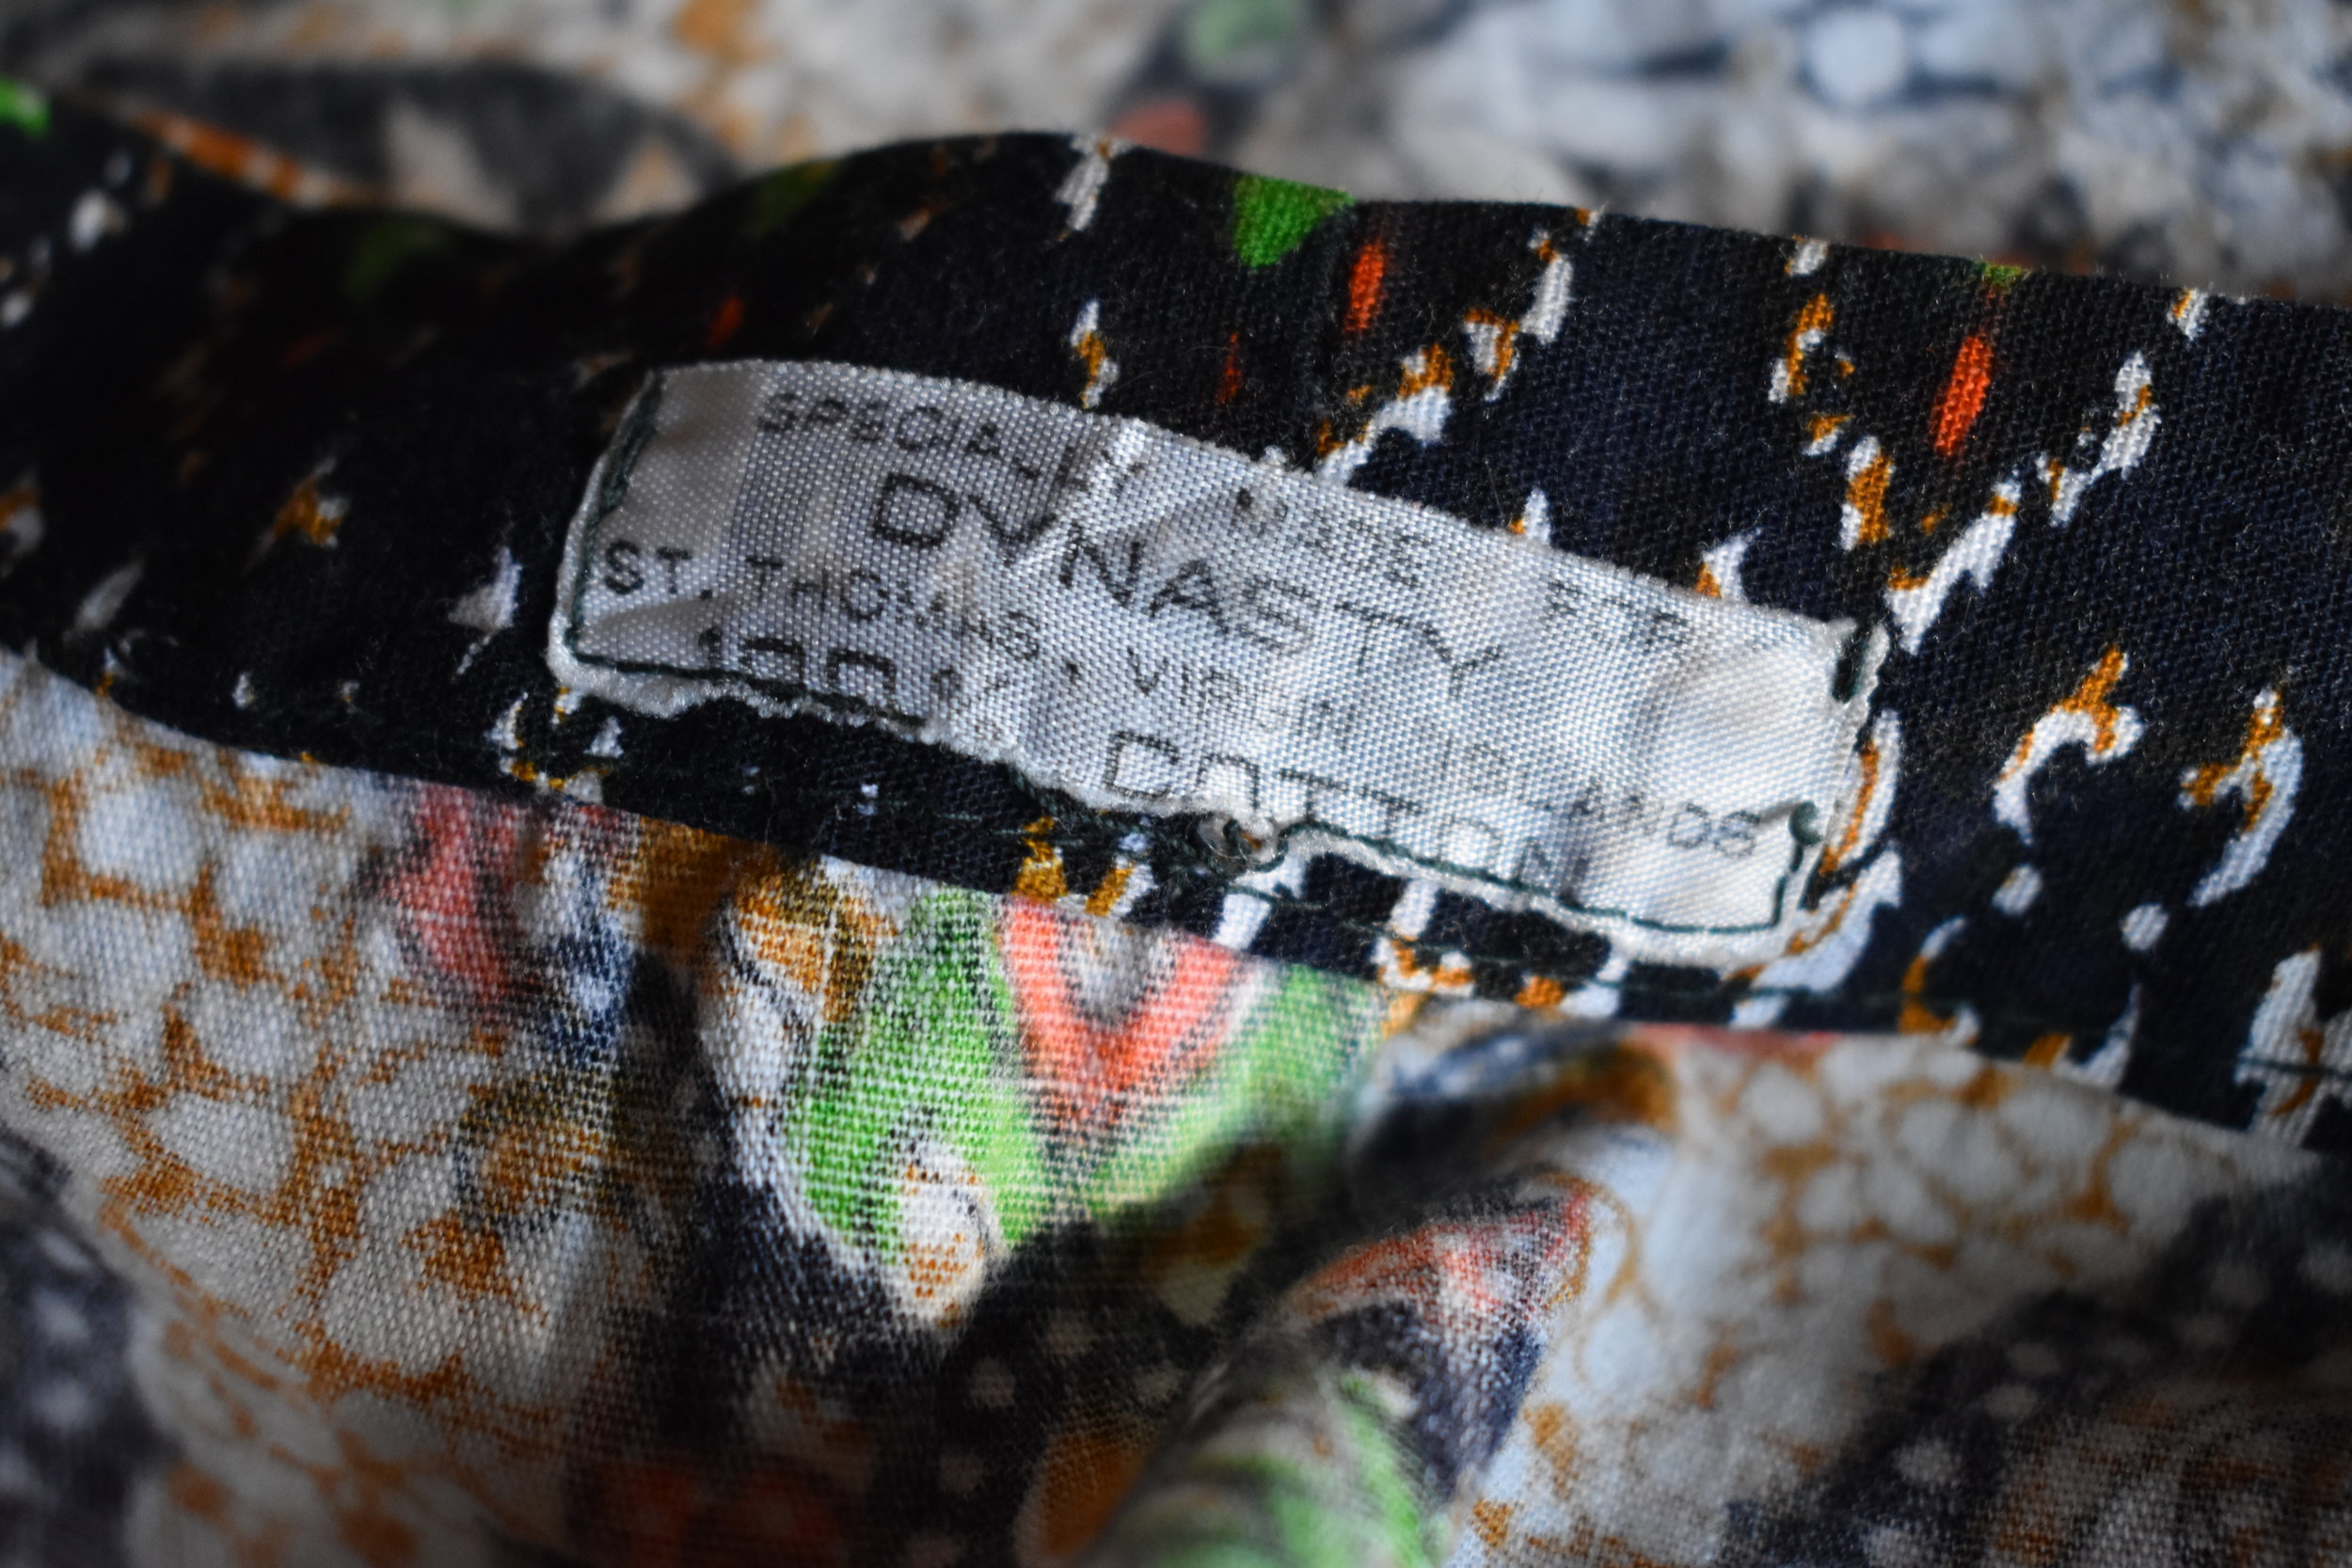 SPECIALLY MADE FOR
DYNASTY
ST. THOMAS, VIRGIN ISLANDS
100% COTTON